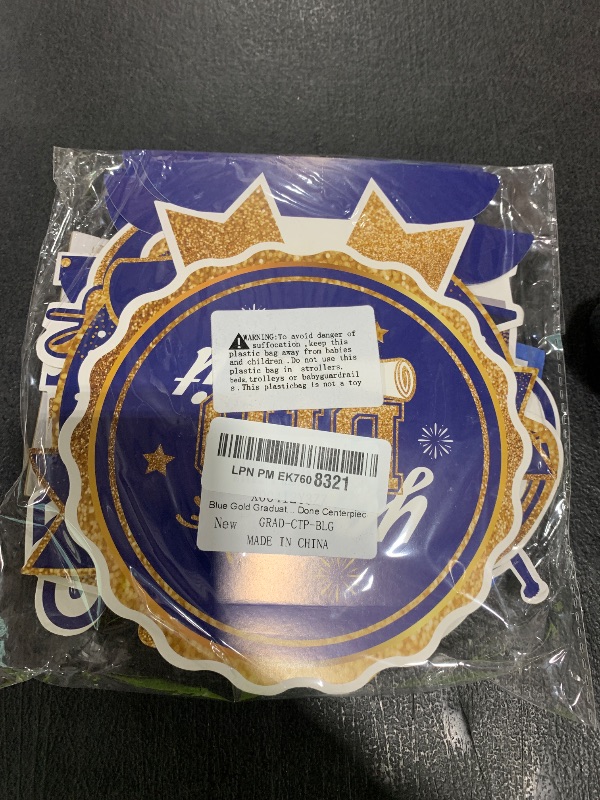 WARNING:To avoid danger of
suffocation .keep this
plastic bag away from babies
and children .Do not use this
plastic bag in strollers.
beds.trolleys or babyguardrail
s .This plasticbag is not a toy
LPN PM EK7608321
Blue Gold Graduat... Done Centerpiec
New GRAD-CTP-BLG
MADE IN CHINA